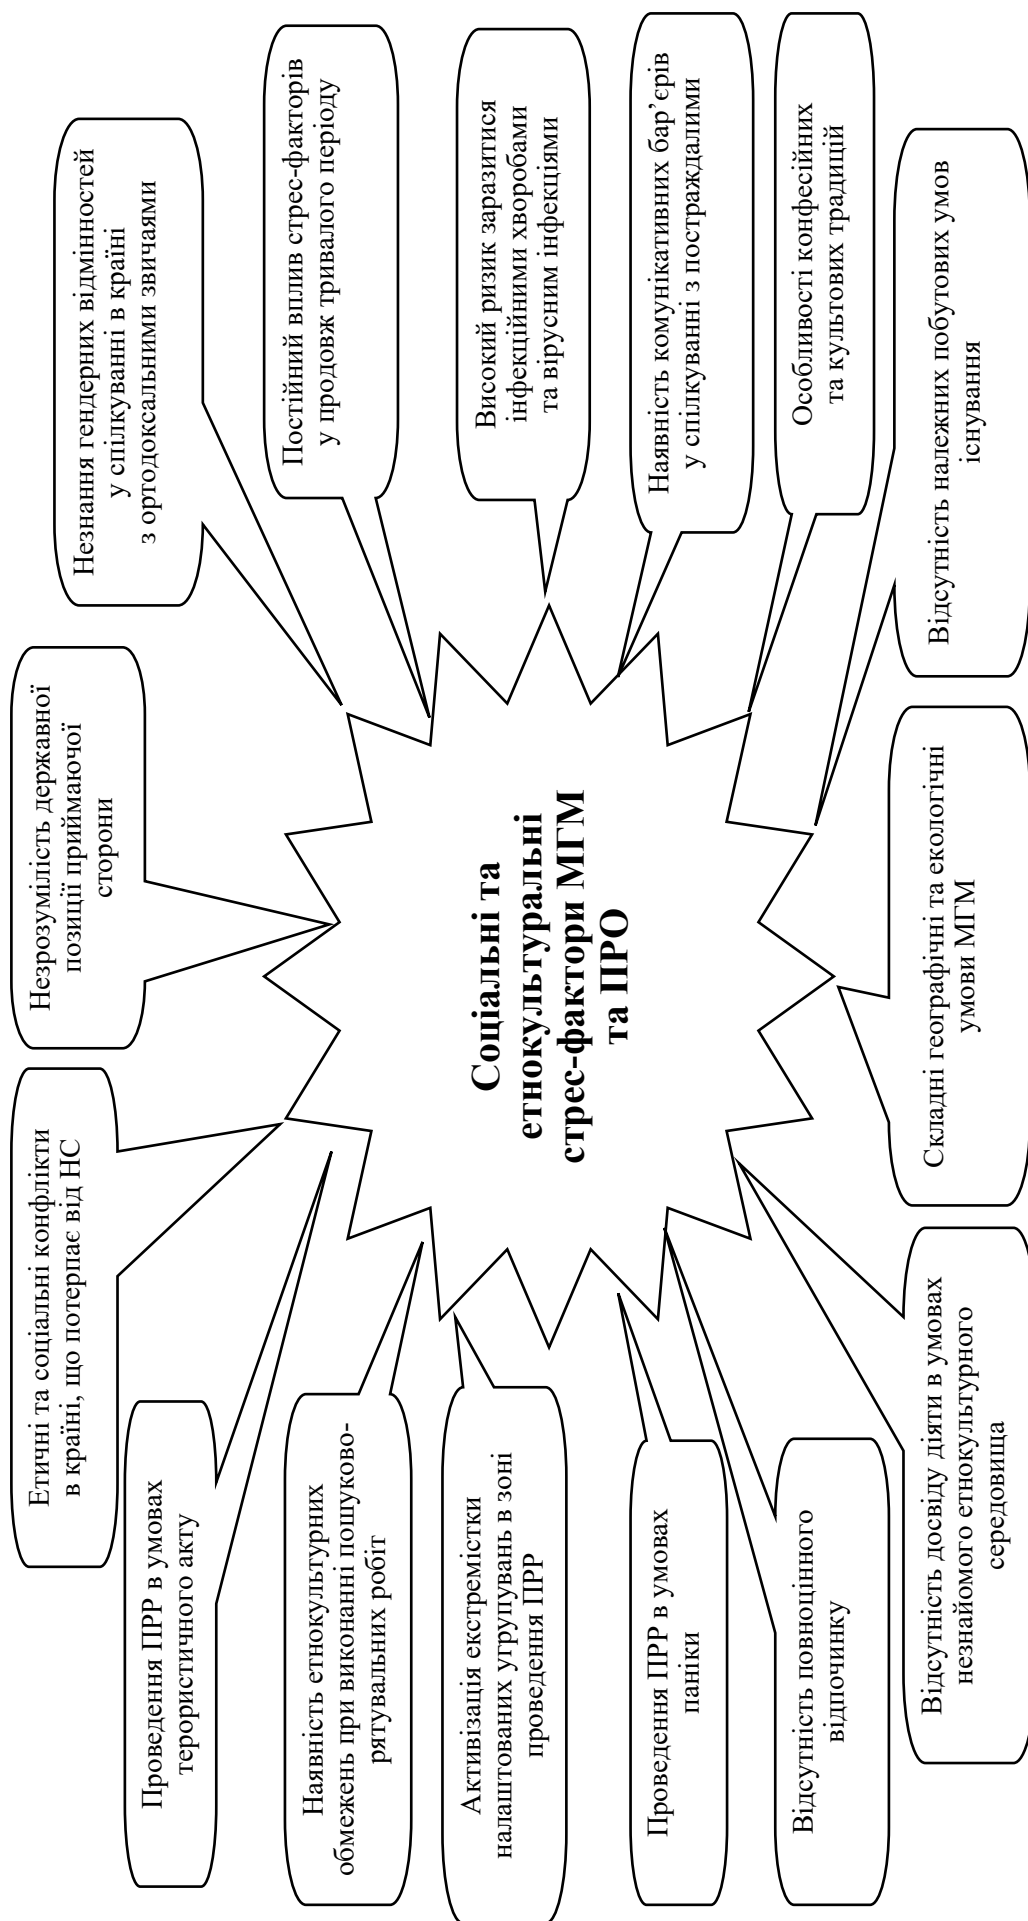 Етичні та соціальні конфлікти
в країні, що потерпає від НС
Незрозумілість державної
позиції приймаючої
сторони
Незнання гендерних відмінностей
у спілкуванні в країні
з ортодоксальними звичаями
Проведення ПРР в умовах
терористичного акту
Постійний вплив стрес-факторів
у продовж тривалого періоду
Наявність етнокультурних
обмежень при виконанні пошуково-
рятувальних робіт
Високий ризик заразитися
інфекційними хворобами
та вірусним інфекціями
Активізація екстремістки
налаштованих угрупувань в зоні
проведення ПРР
Соціальні та
етнокультуральні
стрес-фактори МГМ
та ПРО
Наявність комунікативних бар’єрів
у спілкуванні з постраждалими
Проведення ПРР в умовах
паніки
Особливості конфесійних
та культових традицій
Відсутність повноцінного
відпочинку
Відсутність належних побутових умов
існування
Відсутність досвіду діяти в умовах
незнайомого етнокультурного
середовища
Складні географічні та екологічні
умови МГМ